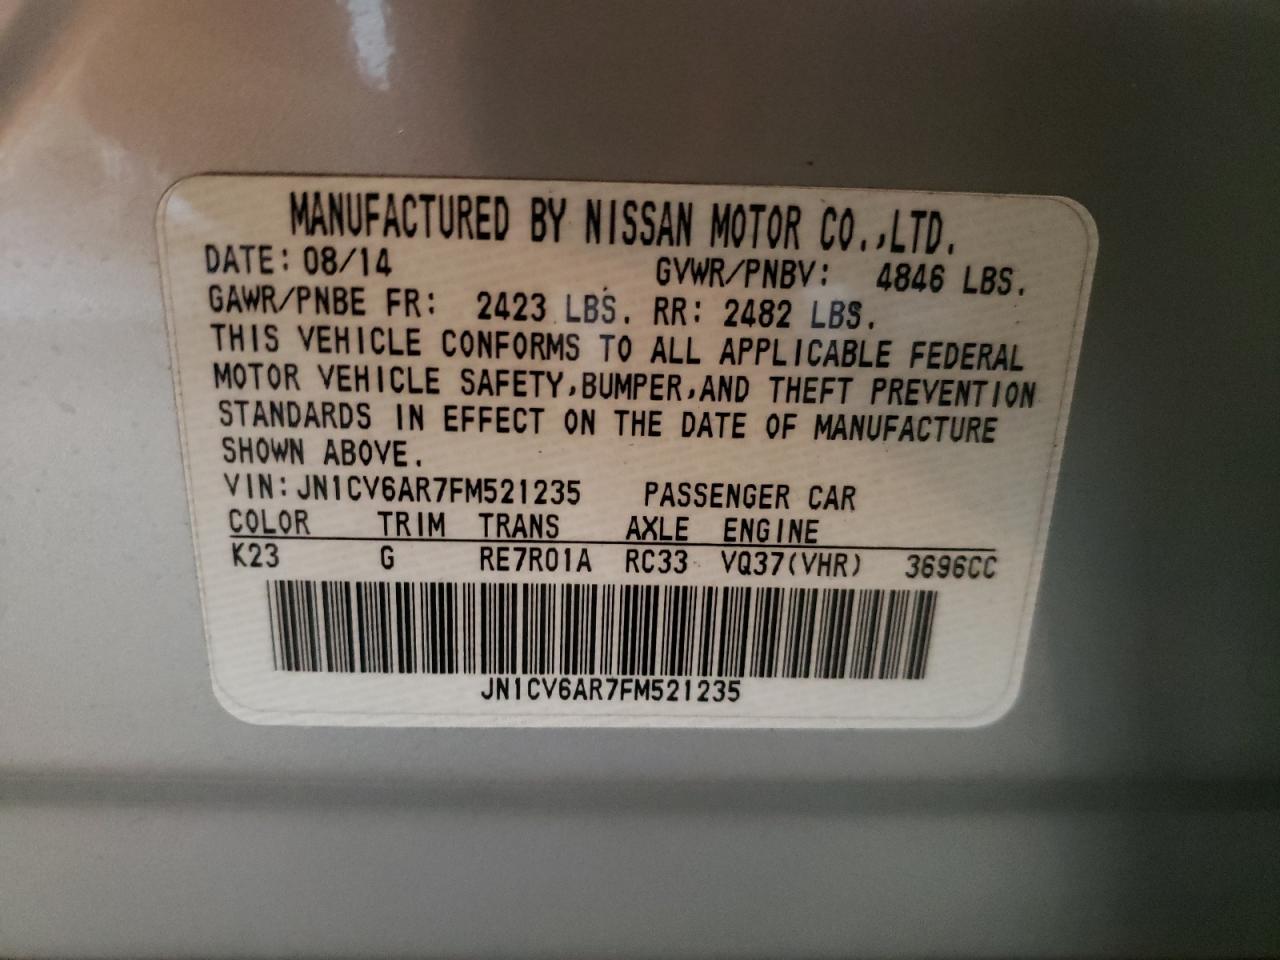 MANUFACTURED BY NISSAN MOTOR CO.,LTD.
DATE: 08/14 GVWR/PNBV: 4846 LBS.
GAWR/PNBE FR: 2423 LBS. RR: 2482 LBS.
THIS VEHICLE CONFORMS TO ALL APPLICABLE FEDERAL
MOTOR VEHICLE SAFETY,BUMPER,AND THEFT PREVENTION
STANDARDS IN EFFECT ON THE DATE OF MANUFACTURE
SHOWN ABOVE.
VIN: JN1CV6AR7FM521235 PASSENGER CAR
COLOR TRIM TRANS AXLE ENGINE
K23 G RE7R01A RC33 VQ37(VHR) 3696CC
JN1CV6AR7FM521235